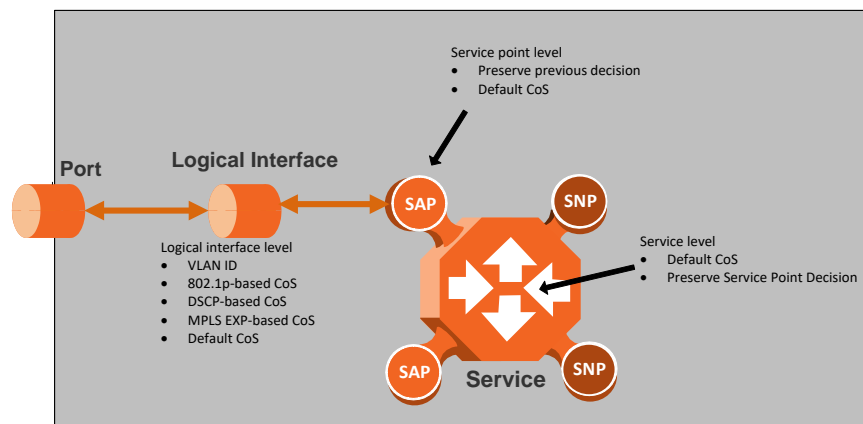 Service point level
• Preserve previous decision
• Default CoS
Port
Logical Interface
SAP
SNP
Logical interface level
• VLAN ID
• 802.1p-based CoS
• DSCP-based CoS
• MPLS EXP-based CoS
• Default CoS
Service level
• Default CoS
• Preserve Service Point Decision
SAP
Service
SNP